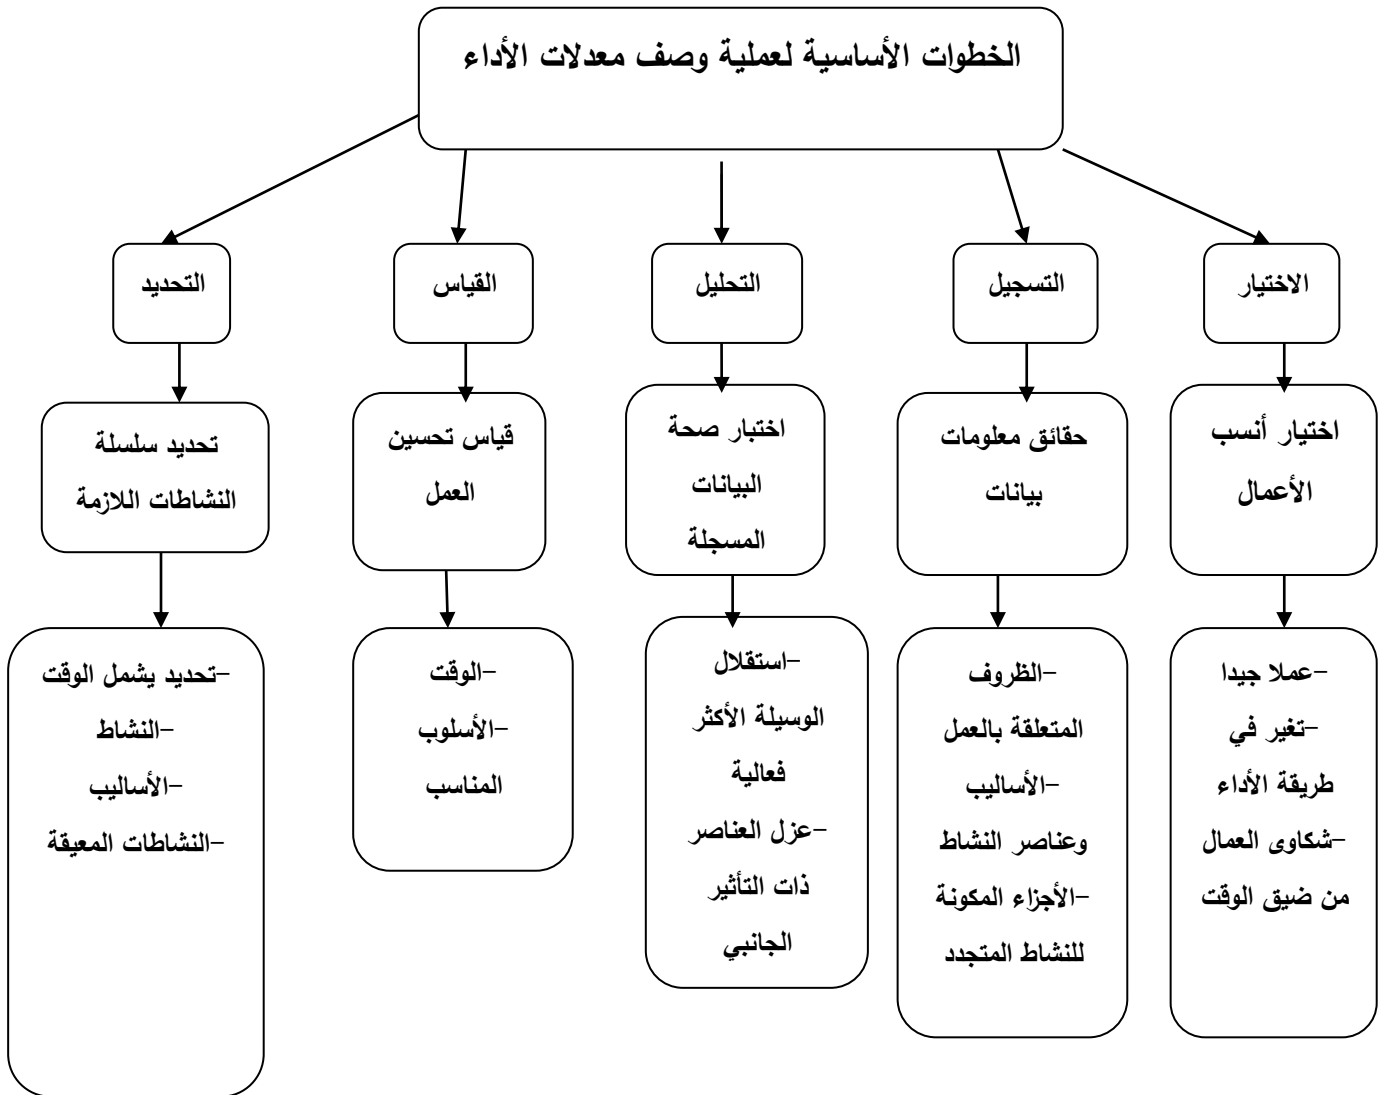 الخطوات الأساسية لعملية وصف معدلات الأداء
الاختيار
التسجيل
التحليل
القياس
التحديد
اختيار أنسب
الأعمال
حقائق معلومات
بيانات
اختبار صحة
البيانات
المسجلة
قياس تحسين
العمل
تحديد سلسلة
النشاطات اللازمة
-عملا جيدا
-تغير في
طريقة الأداء
-شكاوى العمال
من ضيق الوقت
-الظروف
المتعلقة بالعمل
-الأساليب
وعناصر النشاط
-الأجزاء المكونة
للنشاط المتجدد
-استقلال
الوسيلة الأكثر
فعالية
-عزل العناصر
ذات التأثير
الجانبي
-الوقت
-الأسلوب
المناسب
-تحديد يشمل الوقت
-النشاط
-الأساليب
-النشاطات المعيقة